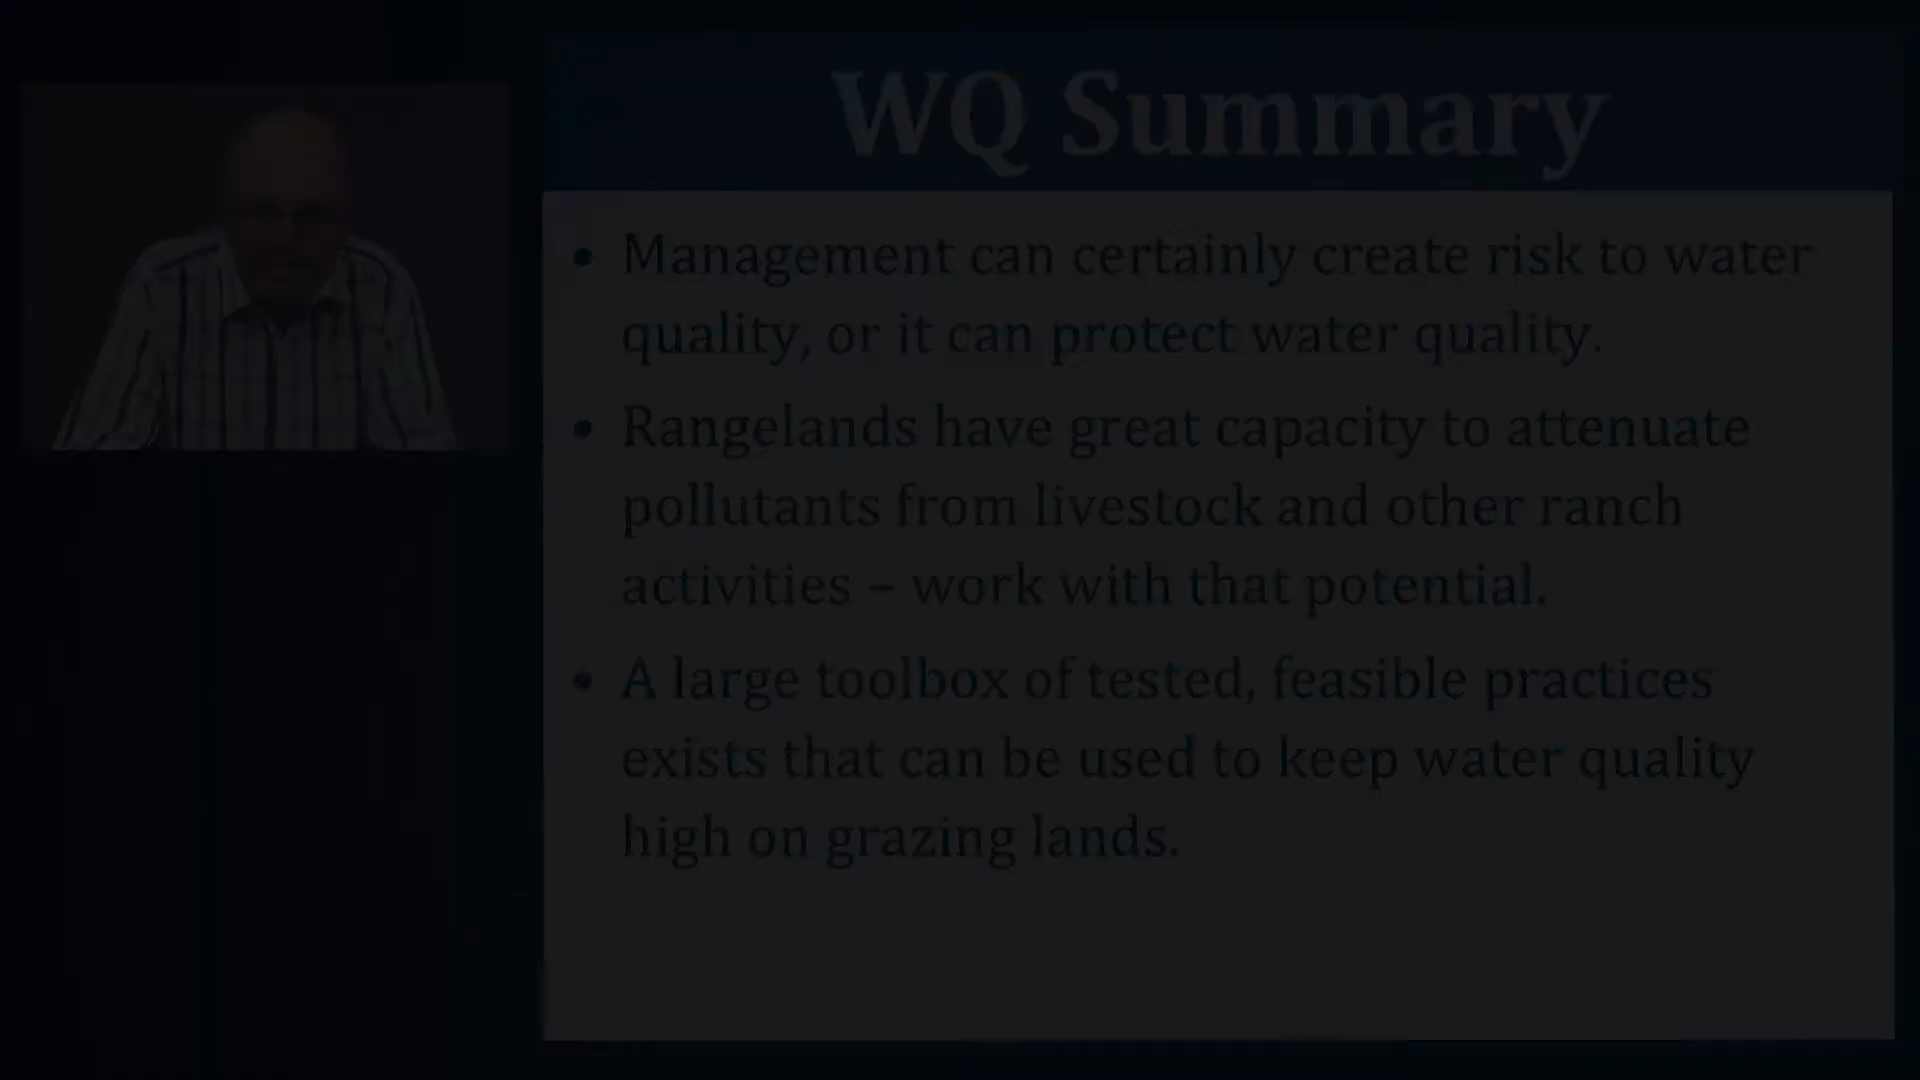 WQ Summary
• Management can certainly create risk to water
quality, or it can protect water quality.
• Rangelands have great capacity to attenuate
pollutants from livestock and other ranch
activities – work with that potential.
• A large toolbox of tested, feasible practices
exists that can be used to keep water quality
high on grazing lands.